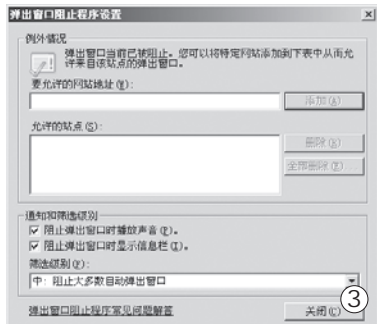 弹出窗口阻止程序设置
例外情况
弹出窗口当前已被阻止。您可以将特定网站添加到下表中从而允
许来自该站点的弹出窗口。
要允许的网站地址(W):
添加(A)
允许的站点(S):
删除(R)
全部删除(E)...
通知和筛选级别
阻止弹出窗口时播放声音(P)。
阻止弹出窗口时显示信息栏(I)。
筛选级别(F):
中: 阻止大多数自动弹出窗口
弹出窗口阻止程序常见问题解答
关闭(C)
3